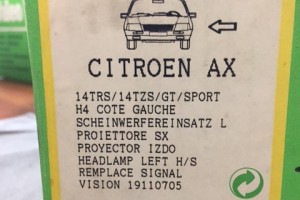 CITROEN AX
14TRS/14TZS/GT/SPORT
H4 COTE GAUCHE
SCHEINWERFEREINSATZ L
PROIETTORE SX
PROYECTOR IZDO
HEADLAMP LEFT H/S
REMPLACE SIGNAL
VISION 19110705